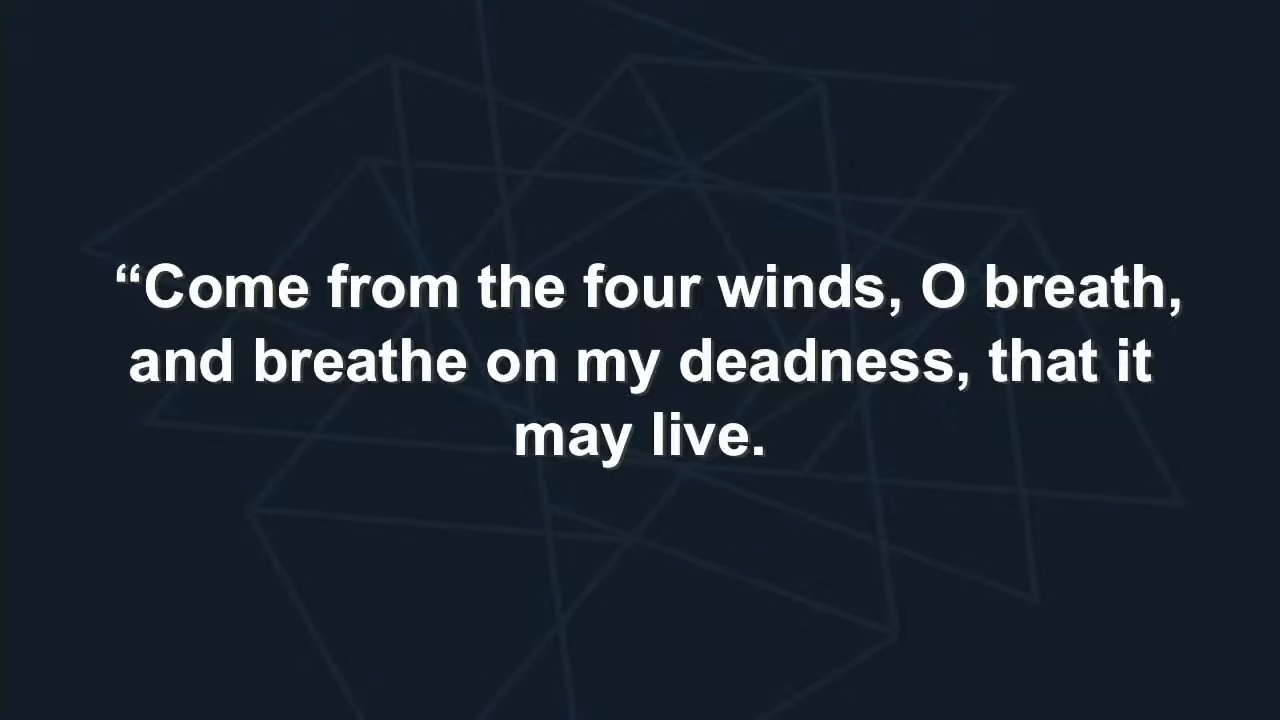 “Come from the four winds, O breath,
and breathe on my deadness, that it
may live.